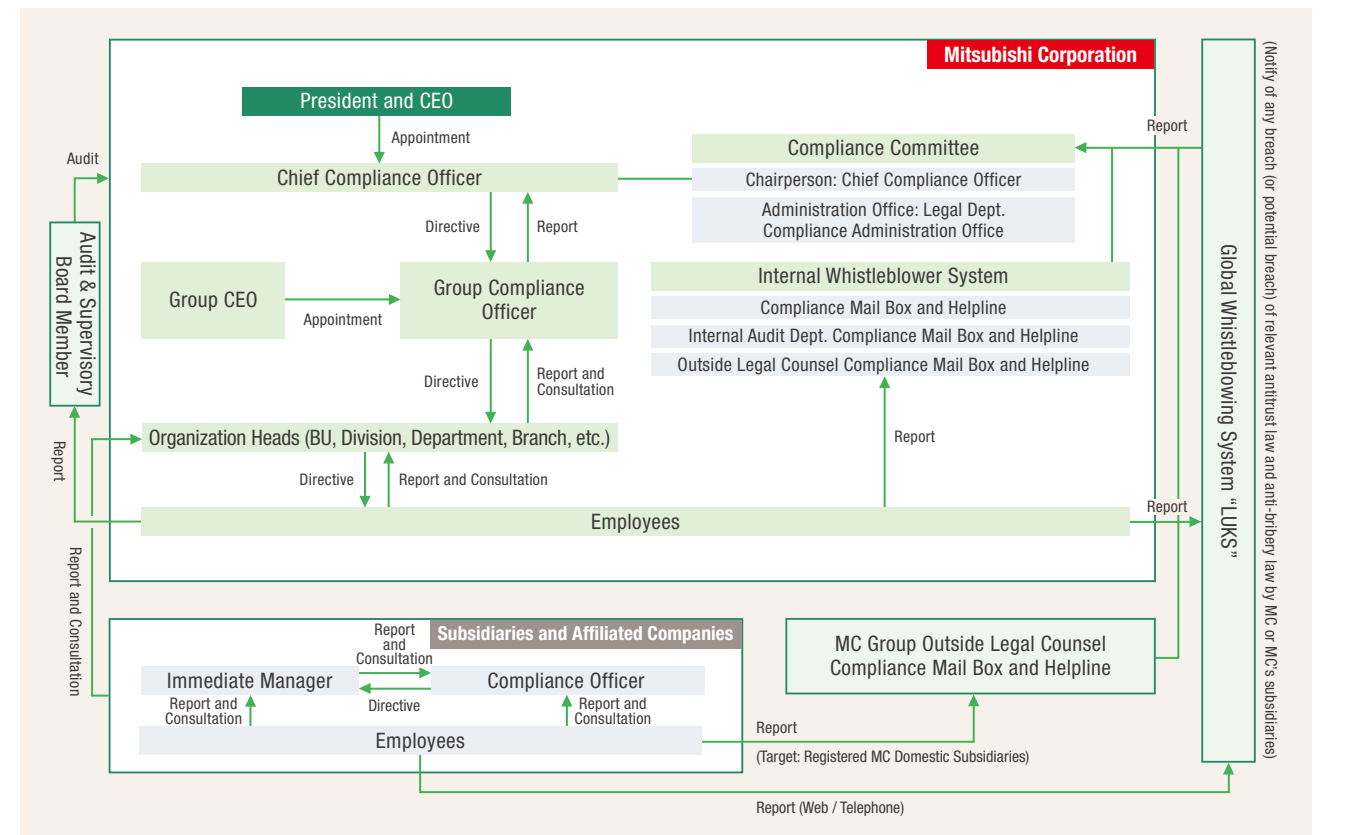 Mitsubishi Corporation
President and CEO
Appointment
Audit
Chief Compliance Officer
Compliance Committee
Chairperson: Chief Compliance Officer
Administration Office: Legal Dept.
Compliance Administration Office
Report
Directive
Report
Audit & Supervisory
Board Member
Group CEO
Appointment
Group Compliance
Officer
Internal Whistleblower System
Compliance Mail Box and Helpline
Internal Audit Dept. Compliance Mail Box and Helpline
Outside Legal Counsel Compliance Mail Box and Helpline
Directive
Report and
Consultation
Organization Heads (BU, Division, Department, Branch, etc.)
Report
Directive
Report and Consultation
Report
Employees
Report
Global Whistleblowing System “LUKS”
(Notify of any breach (or potential breach) of relevant antitrust law and anti-bribery law by MC or MC’s subsidiaries)
Report and Consultation
Subsidiaries and Affiliated Companies
Report
and
Consultation
Immediate Manager
Compliance Officer
Directive
Report and
Consultation
Report and
Consultation
Employees
MC Group Outside Legal Counsel
Compliance Mail Box and Helpline
Report
(Target: Registered MC Domestic Subsidiaries)
Report (Web / Telephone)